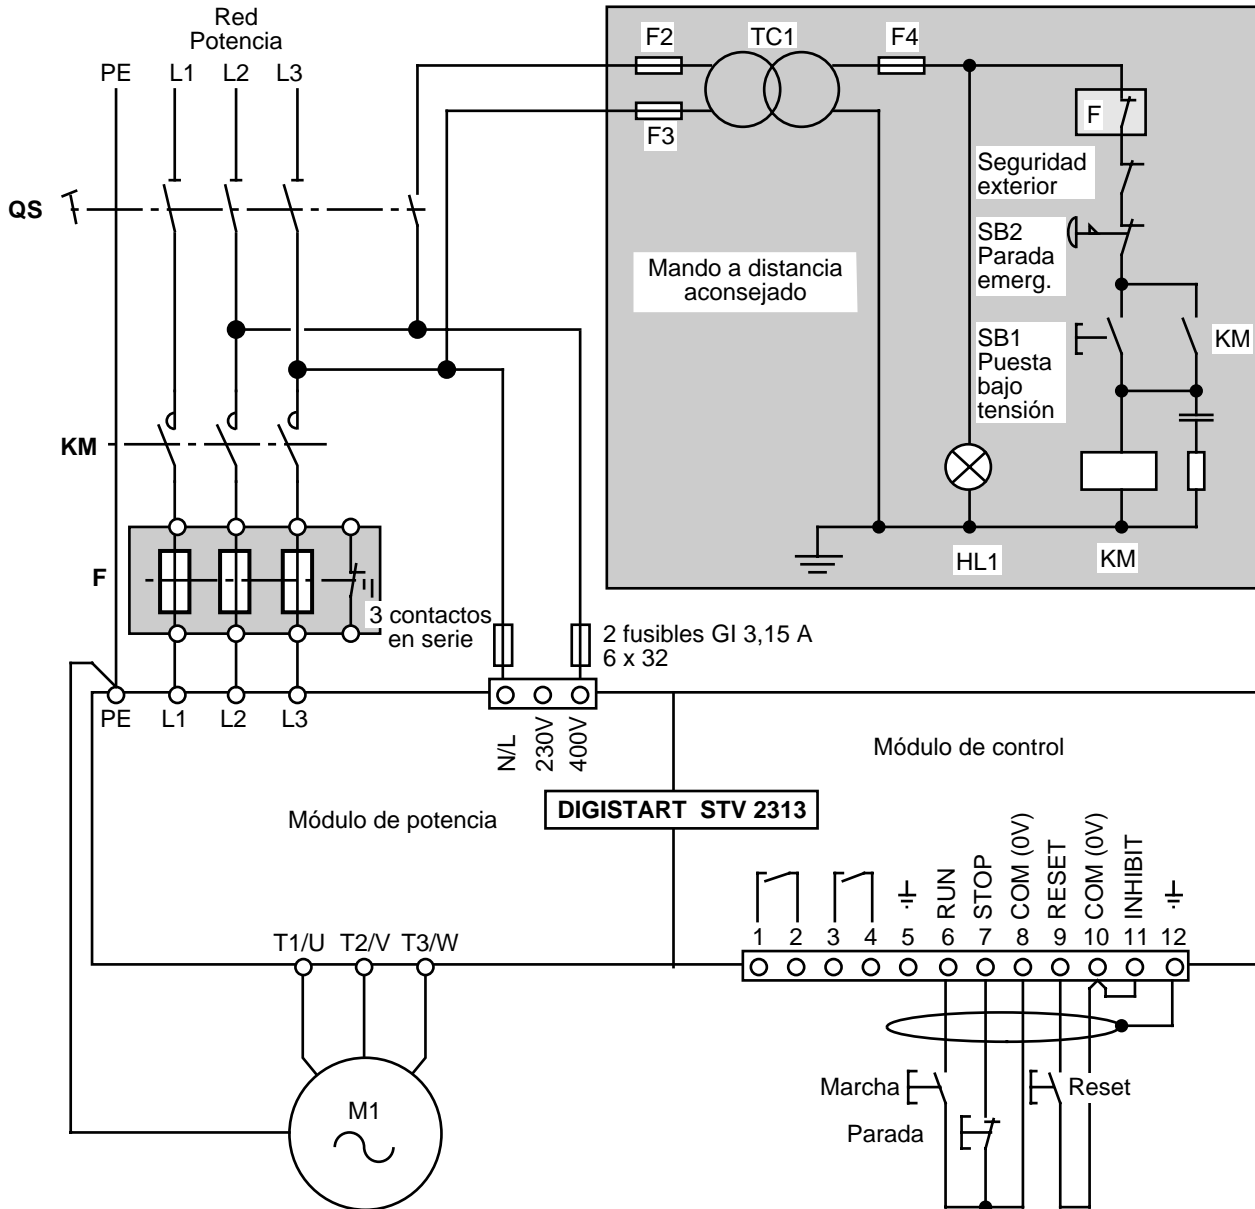 Red
Potencia
PE L1 L2 L3
F2 TC1 F4
F3
F
Seguridad
exterior
QS
SB2
Parada
emerg.
Mando a distancia
aconsejado
SB1
Puesta
bajo
tensión
KM
KM
HL1
KM
F
3 contactos
en serie
2 fusibles GI 3,15 A
6 x 32
PE L1 L2 L3
N/L
230V
400V
Módulo de control
DIGISTART STV 2313
Módulo de potencia
RUN
STOP
COM (0V)
RESET
COM (0V)
INHIBIT
T1/U T2/V T3/W
1 2 3 4 5 6 7 8 9 10 11 12
Marcha
Reset
M1
Parada